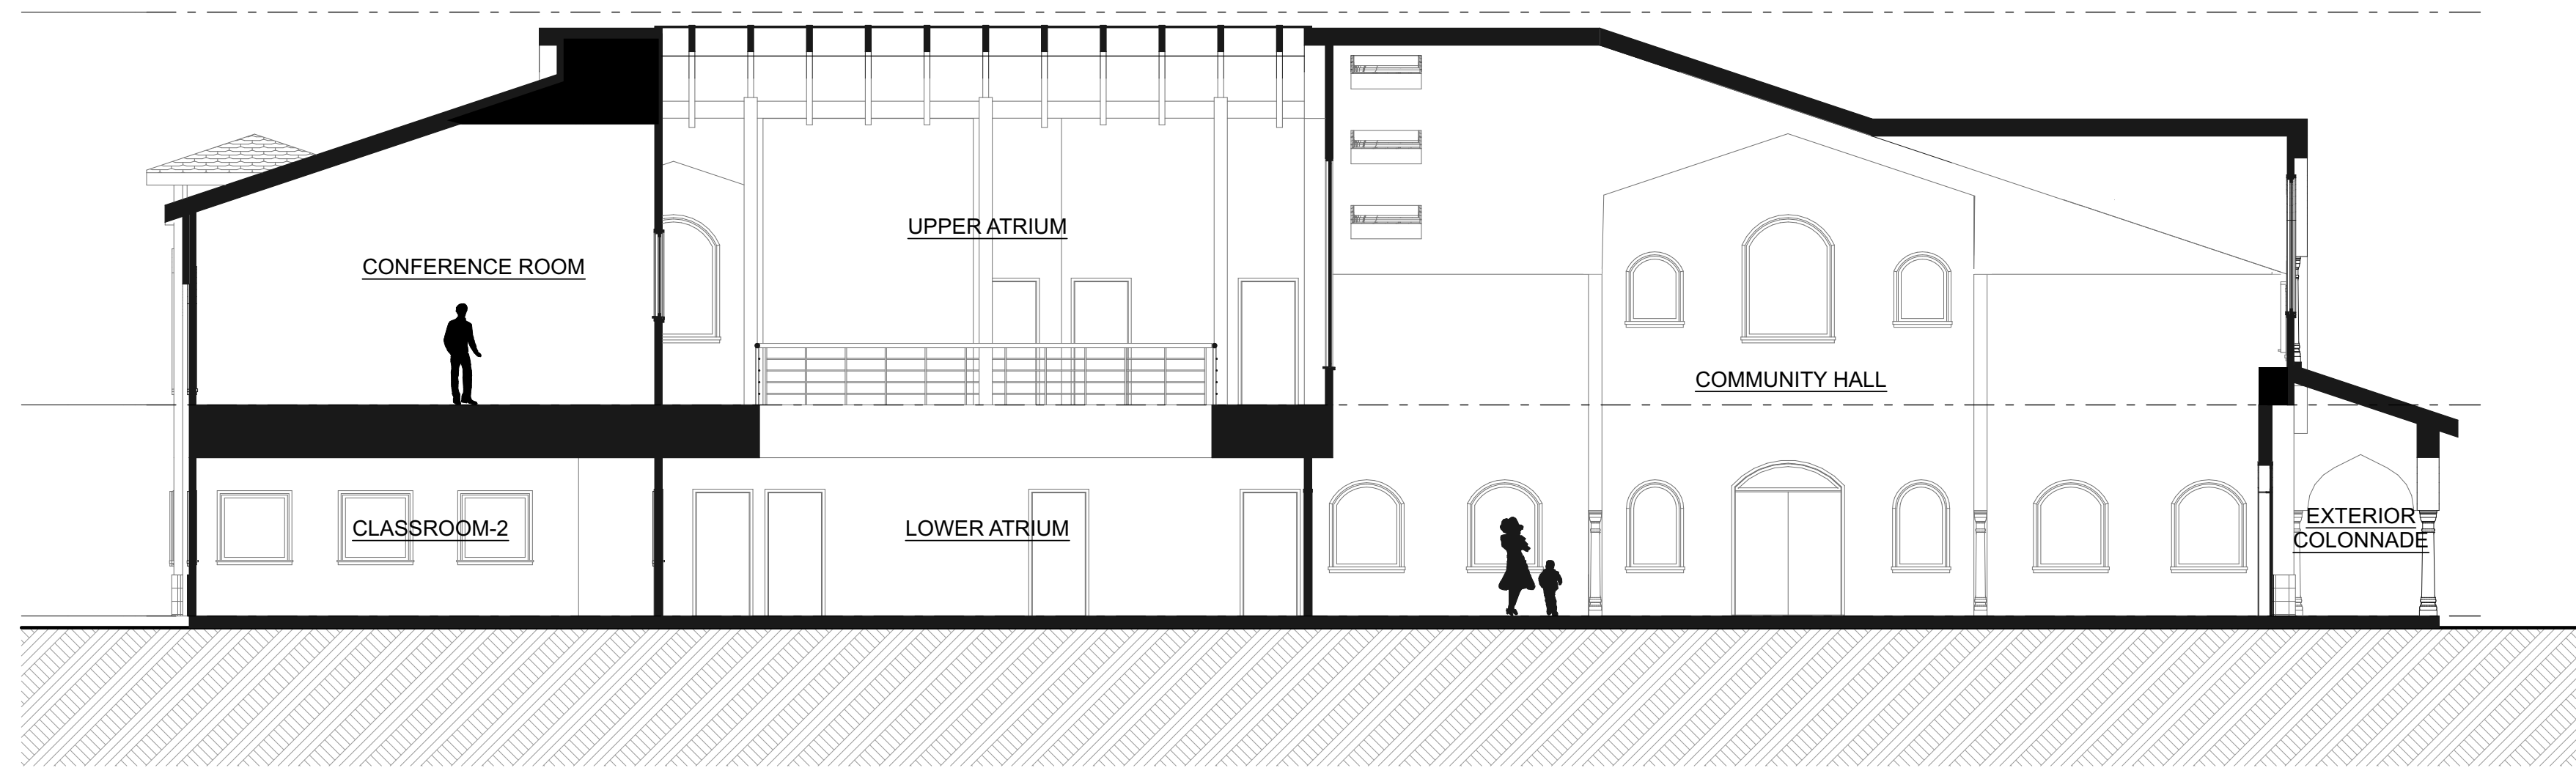 UPPER ATRIUM
CONFERENCE ROOM
COMMUNITY HALL
CLASSROOM-2
LOWER ATRIUM
EXTERIOR
COLONNADE